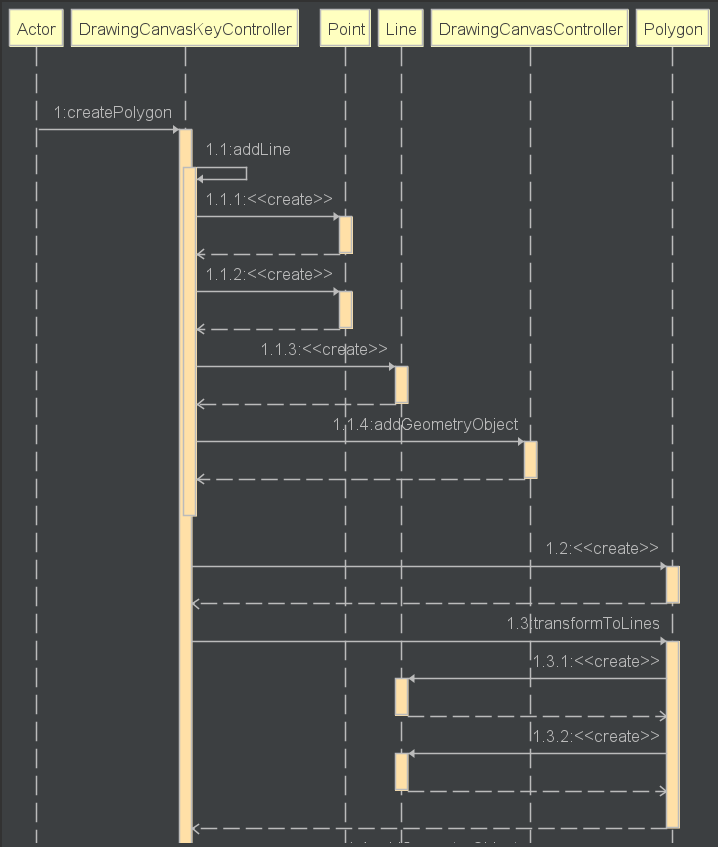 Actor
DrawingCanvasKeyController
Point
Line
DrawingCanvasController
Polygon
1:createPolygon
1.1:addLine
1.1.1:<<create>>
1.1.2:<<create>>
1.1.3:<<create>>
1.1.4:addGeometryObject
1.2:<<create>>
1.3:transformToLines
1.3.1:<<create>>
1.3.2:<<create>>